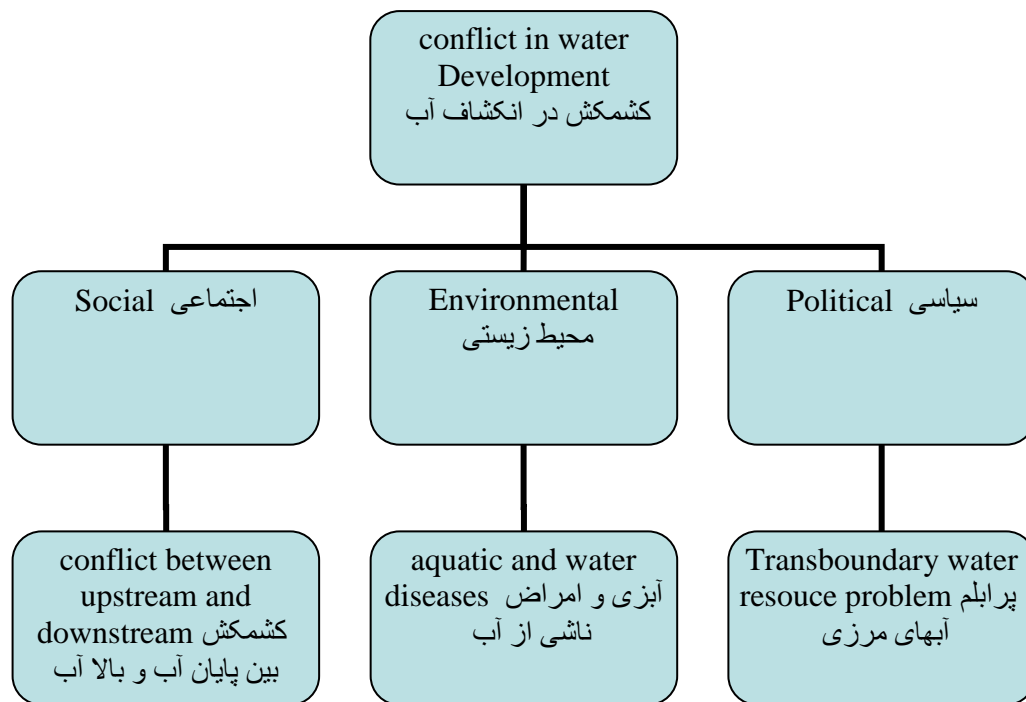 conflict in water
Development
کشمکش در انکشاف آب
Social اجتماعی
Environmental
محیط زیستی
Political سیاسی
conflict between
upstream and
downstream کشمکش
بین پایان آب و بالا آب
aquatic and water
diseases آبزی و امراض
ناشی از آب
Transboundary water
resouce problem پرابلم
آبهای مرزی